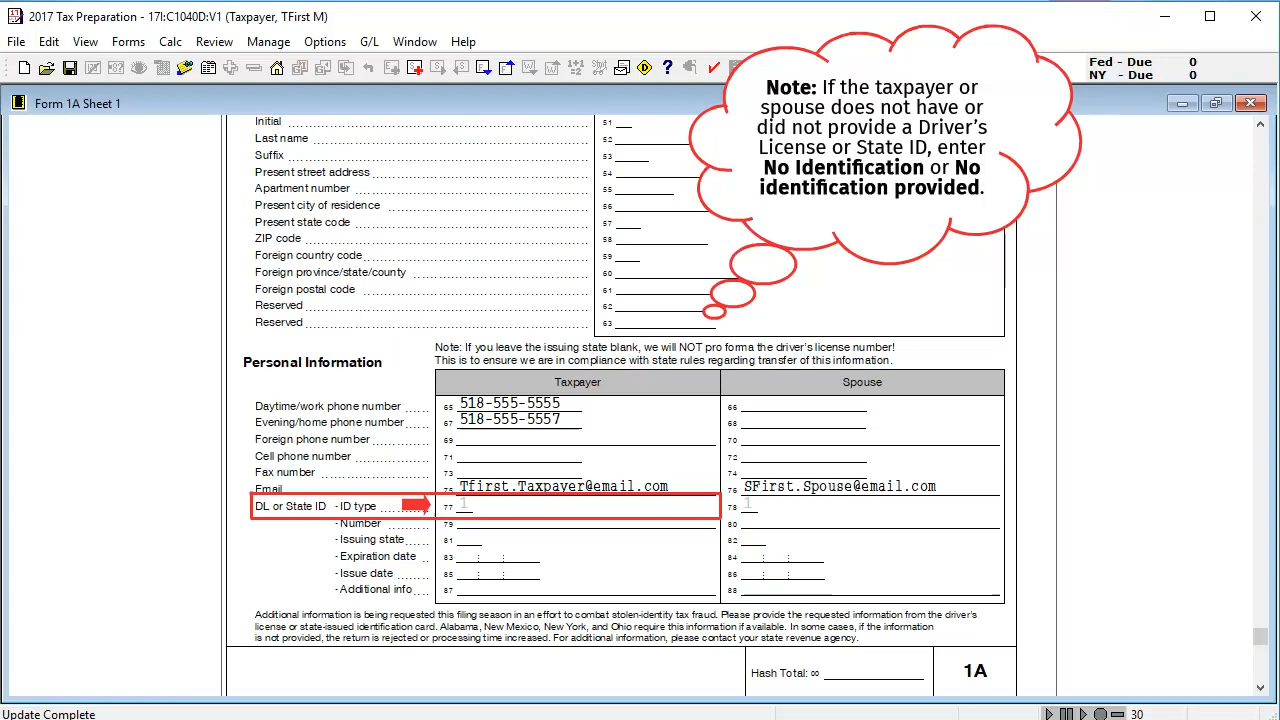 2017 Tax Preparation - 17I:C1040D:V1 (Taxpayer, TFirst M)
File Edit View Forms Calc Review Manage Options G/L Window Help
Fed - Due 0
NY - Due 0
Form 1A Sheet 1
Note: If the taxpayer or
spouse does not have or
did not provide a Driver's
License or State ID, enter
No Identification or No
identification provided.
Initial 51
Last name 52
Suffix 53
Present street address 54
Apartment number 55
Present city of residence 56
Present state code 57
ZIP code 58
Foreign country code 59
Foreign province/state/county 60
Foreign postal code 61
Reserved 62
Reserved 63
Note: If you leave the issuing state blank, we will NOT pro forma the driver's license number!
This is to ensure we are in compliance with state rules regarding transfer of this information.
Personal Information
Taxpayer Spouse
Daytime/work phone number 65 518-555-5555 66
Evening/home phone number 67 518-555-5557 68
Foreign phone number 69 70
Cell phone number 71 72
Fax number 73 74
Email 75 Tfirst.Taxpayer@email.com 76 SFirst.Spouse@email.com
DL or State ID - ID type 77 1 78 1
- Number 79 80
- Issuing state 81 82
- Expiration date 83 84
- Issue date 85 86
- Additional info 87 88
Additional information is being requested this filing season in an effort to combat stolen-identity tax fraud. Please provide the requested information from the driver's
license or state-issued identification card. Alabama, New Mexico, New York, and Ohio require this information if available. In some cases, if the information
is not provided, the return is rejected or processing time increased. For additional information, please contact your state revenue agency.
Hash Total: ∞ 1A
Update Complete 30